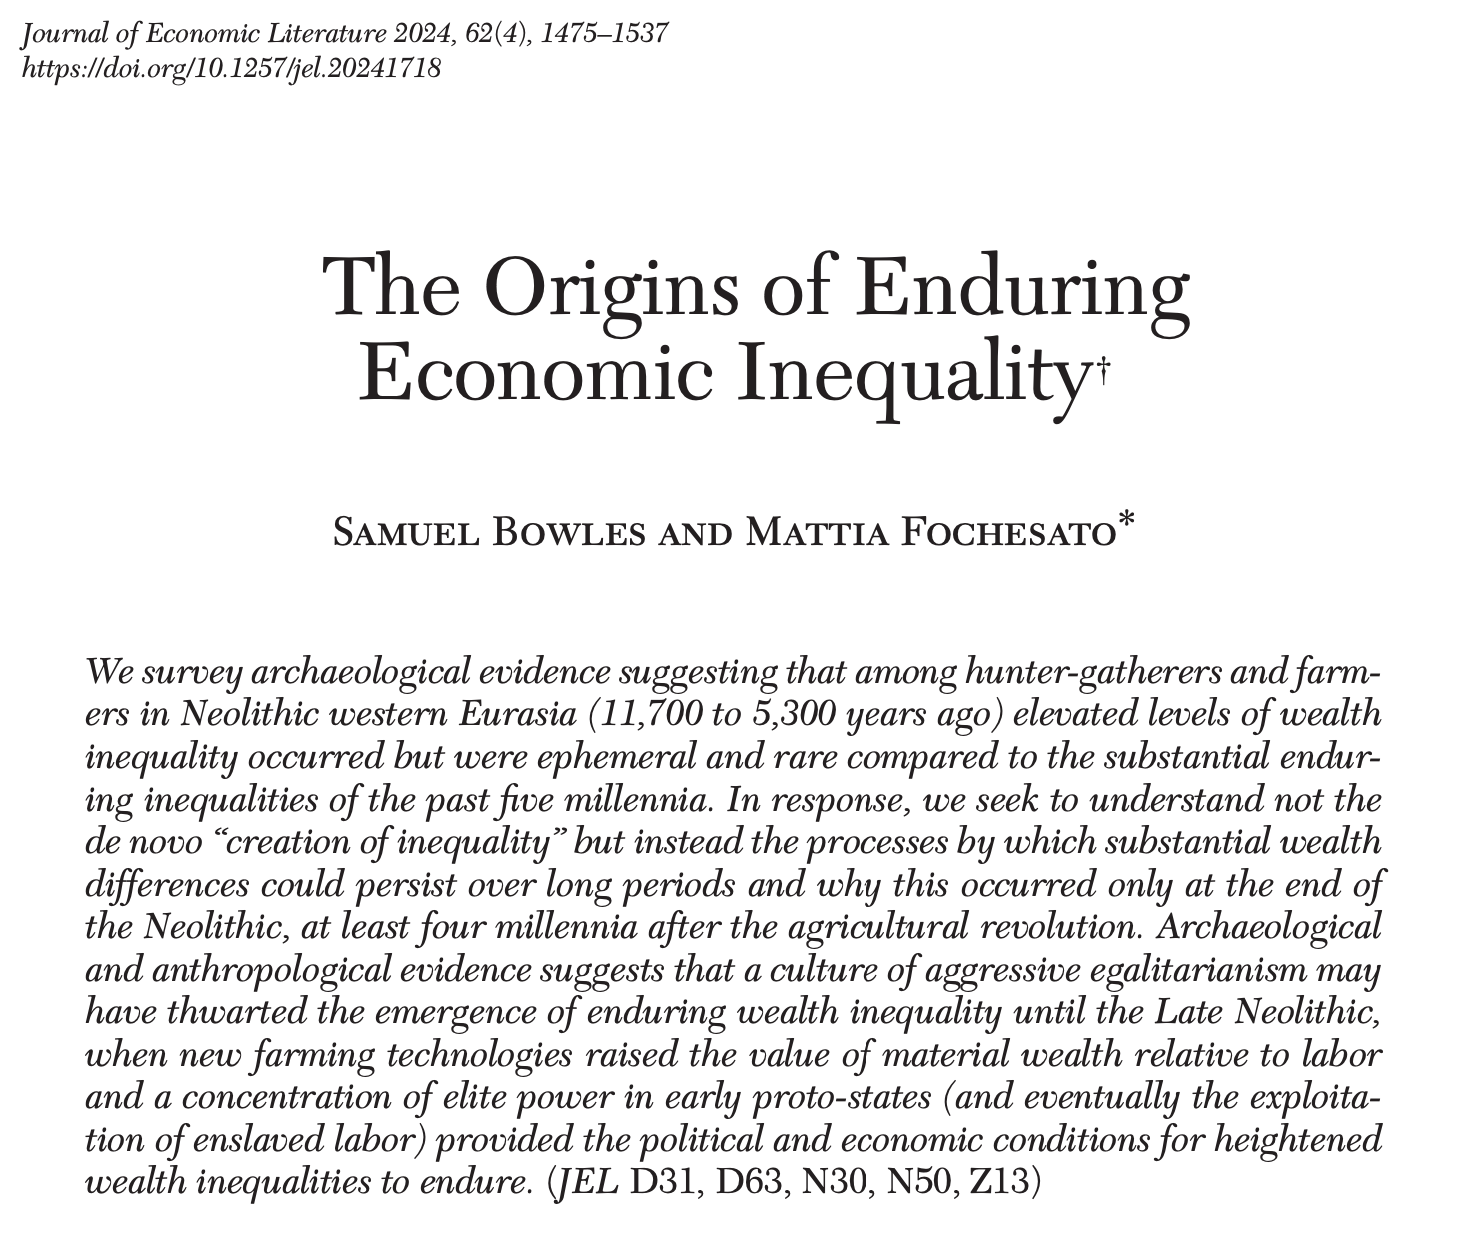 Journal of Economic Literature 2024, 62(4), 1475–1537
https://doi.org/10.1257/jel.20241718
The Origins of Enduring
Economic Inequality†
Samuel Bowles and Mattia Fochesato*
We survey archaeological evidence suggesting that among hunter-gatherers and farm-
ers in Neolithic western Eurasia (11,700 to 5,300 years ago) elevated levels of wealth
inequality occurred but were ephemeral and rare compared to the substantial endur-
ing inequalities of the past five millennia. In response, we seek to understand not the
de novo “creation of inequality” but instead the processes by which substantial wealth
differences could persist over long periods and why this occurred only at the end of
the Neolithic, at least four millennia after the agricultural revolution. Archaeological
and anthropological evidence suggests that a culture of aggressive egalitarianism may
have thwarted the emergence of enduring wealth inequality until the Late Neolithic,
when new farming technologies raised the value of material wealth relative to labor
and a concentration of elite power in early proto-states (and eventually the exploita-
tion of enslaved labor) provided the political and economic conditions for heightened
wealth inequalities to endure. (JEL D31, D63, N30, N50, Z13)